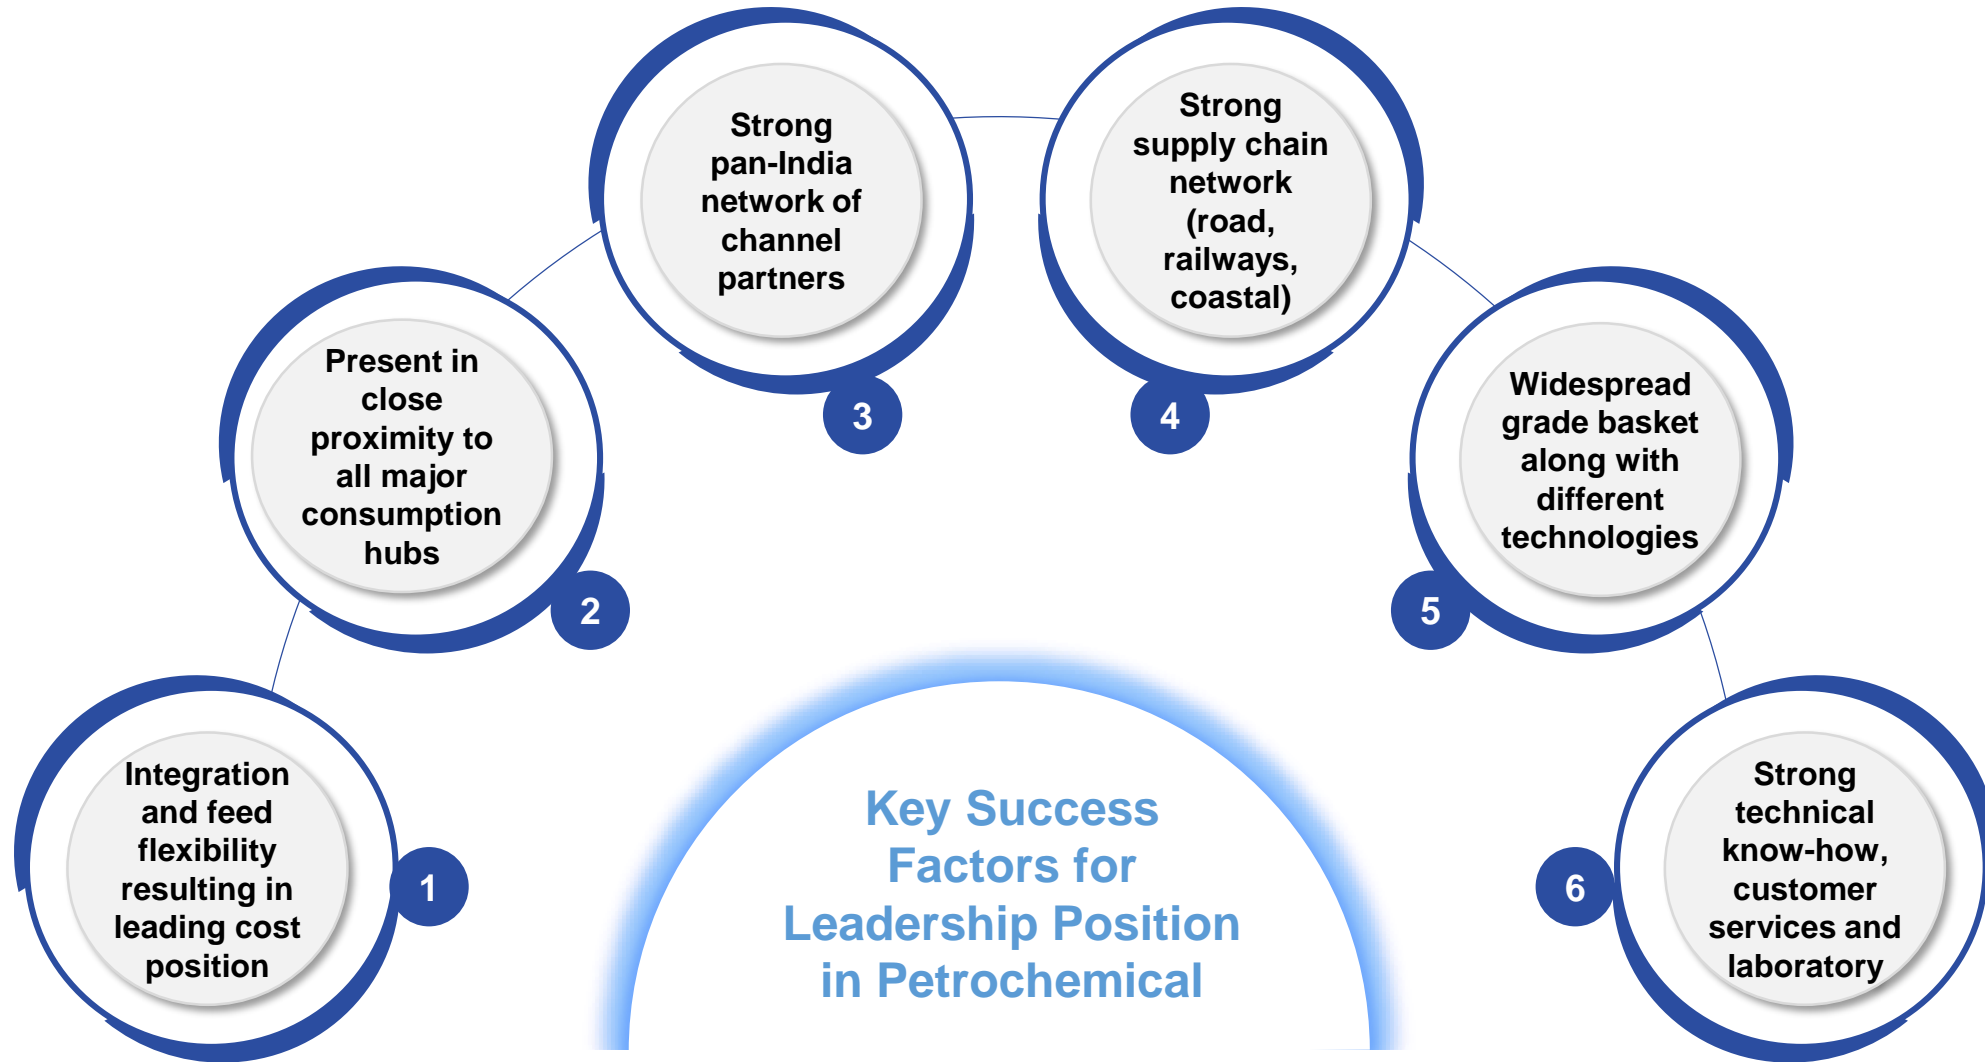 Integration
and feed
flexibility
resulting in
leading cost
position
1
Present in
close
proximity to
all major
consumption
hubs
2
Strong
pan-India
network of
channel
partners
3
Strong
supply chain
network
(road,
railways,
coastal)
4
Widespread
grade basket
along with
different
technologies
5
Strong
technical
know-how,
customer
services and
laboratory
6
Key Success
Factors for
Leadership Position
in Petrochemical